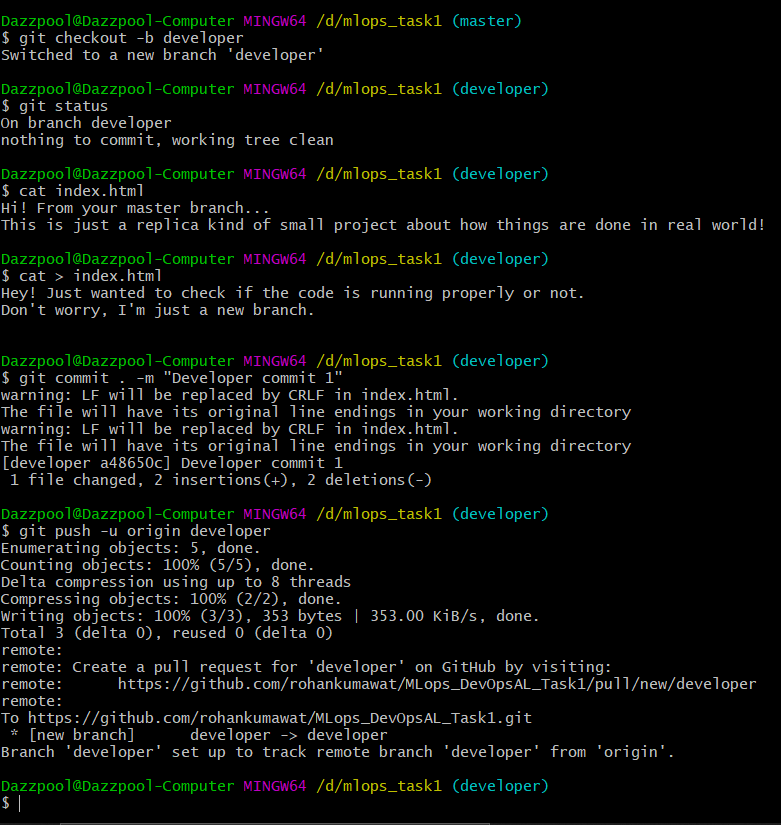 Dazzpool@Dazzpool-Computer MINGW64 /d/mlops_task1 (master)
$ git checkout -b developer
Switched to a new branch 'developer'
Dazzpool@Dazzpool-Computer MINGW64 /d/mlops_task1 (developer)
$ git status
On branch developer
nothing to commit, working tree clean
Dazzpool@Dazzpool-Computer MINGW64 /d/mlops_task1 (developer)
$ cat index.html
Hi! From your master branch...
This is just a replica kind of small project about how things are done in real world!
Dazzpool@Dazzpool-Computer MINGW64 /d/mlops_task1 (developer)
$ cat > index.html
Hey! Just wanted to check if the code is running properly or not.
Don't worry, I'm just a new branch.
Dazzpool@Dazzpool-Computer MINGW64 /d/mlops_task1 (developer)
$ git commit . -m "Developer commit 1"
warning: LF will be replaced by CRLF in index.html.
The file will have its original line endings in your working directory
warning: LF will be replaced by CRLF in index.html.
The file will have its original line endings in your working directory
[developer a48650c] Developer commit 1
 1 file changed, 2 insertions(+), 2 deletions(-)
Dazzpool@Dazzpool-Computer MINGW64 /d/mlops_task1 (developer)
$ git push -u origin developer
Enumerating objects: 5, done.
Counting objects: 100% (5/5), done.
Delta compression using up to 8 threads
Compressing objects: 100% (2/2), done.
Writing objects: 100% (3/3), 353 bytes | 353.00 KiB/s, done.
Total 3 (delta 0), reused 0 (delta 0)
remote:
remote: Create a pull request for 'developer' on GitHub by visiting:
remote:      https://github.com/rohankumawat/MLops_DevOpsAL_Task1/pull/new/developer
remote:
To https://github.com/rohankumawat/MLops_DevOpsAL_Task1.git
 * [new branch]      developer -> developer
Branch 'developer' set up to track remote branch 'developer' from 'origin'.
Dazzpool@Dazzpool-Computer MINGW64 /d/mlops_task1 (developer)
$